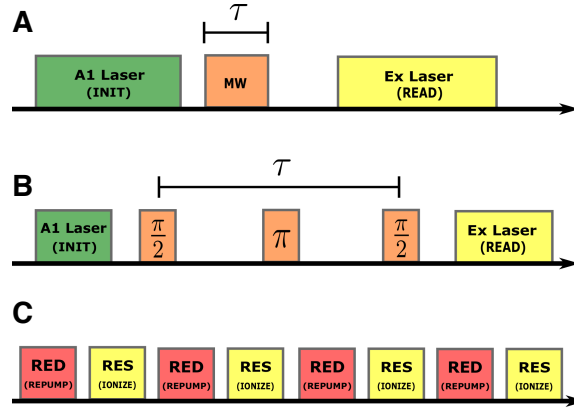 A
τ
A1 Laser
(INIT)
MW
Ex Laser
(READ)
B
τ
A1 Laser
(INIT)
π/2
π
π/2
Ex Laser
(READ)
C
RED
(REPUMP)
RES
(IONIZE)
RED
(REPUMP)
RES
(IONIZE)
RED
(REPUMP)
RES
(IONIZE)
RED
(REPUMP)
RES
(IONIZE)